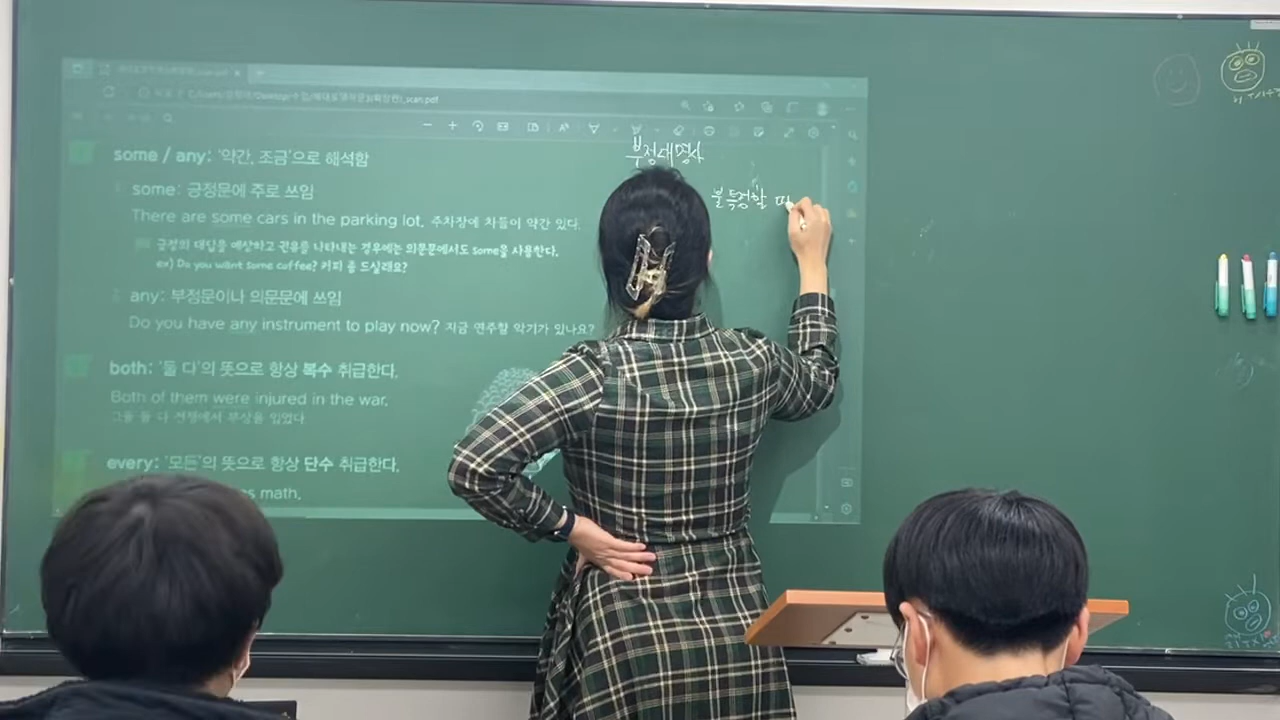 C:/Users/ /Desktop/수업/ _scan.pdf
부정대명사
불특정할 때
some / any: '약간, 조금'으로 해석함
some: 긍정문에 주로 쓰임
There are some cars in the parking lot. 주차장에 차들이 약간 있다.
긍정의 대답을 예상하고 권유를 나타내는 경우에는 의문문에서도 some을 사용한다.
ex) Do you want some coffee? 커피 좀 드실래요?
any: 부정문이나 의문문에 쓰임
Do you have any instrument to play now? 지금 연주할 악기가 있나요?
both: '둘 다'의 뜻으로 항상 복수 취급한다.
Both of them were injured in the war.
그들 둘 다 전쟁에서 부상을 입었다.
every: '모든'의 뜻으로 항상 단수 취급한다.
es math.